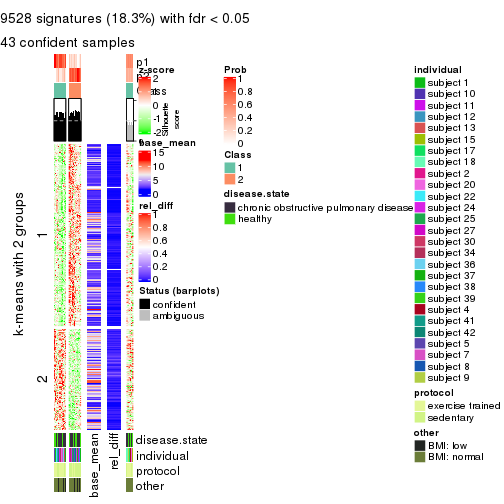 9528 signatures (18.3%) with fdr < 0.05
43 confident samples
p1
p2
Class
z-score
2
1
0
-1
-2
Silhouette
score
base_mean
15
10
5
0
rel_diff
1
0.8
0.6
0.4
0.2
0
Status (barplots)
confident
ambiguous
Prob
1
0.8
0.6
0.4
0.2
0
Class
1
2
disease.state
chronic obstructive pulmonary disease
healthy
individual
subject 1
subject 10
subject 11
subject 12
subject 13
subject 15
subject 17
subject 18
subject 2
subject 20
subject 22
subject 24
subject 25
subject 27
subject 30
subject 34
subject 36
subject 37
subject 38
subject 39
subject 4
subject 41
subject 42
subject 5
subject 7
subject 8
subject 9
protocol
exercise trained
sedentary
other
BMI: low
BMI: normal
k-means with 2 groups
1
2
base_mean
rel_diff
disease.state
individual
protocol
other